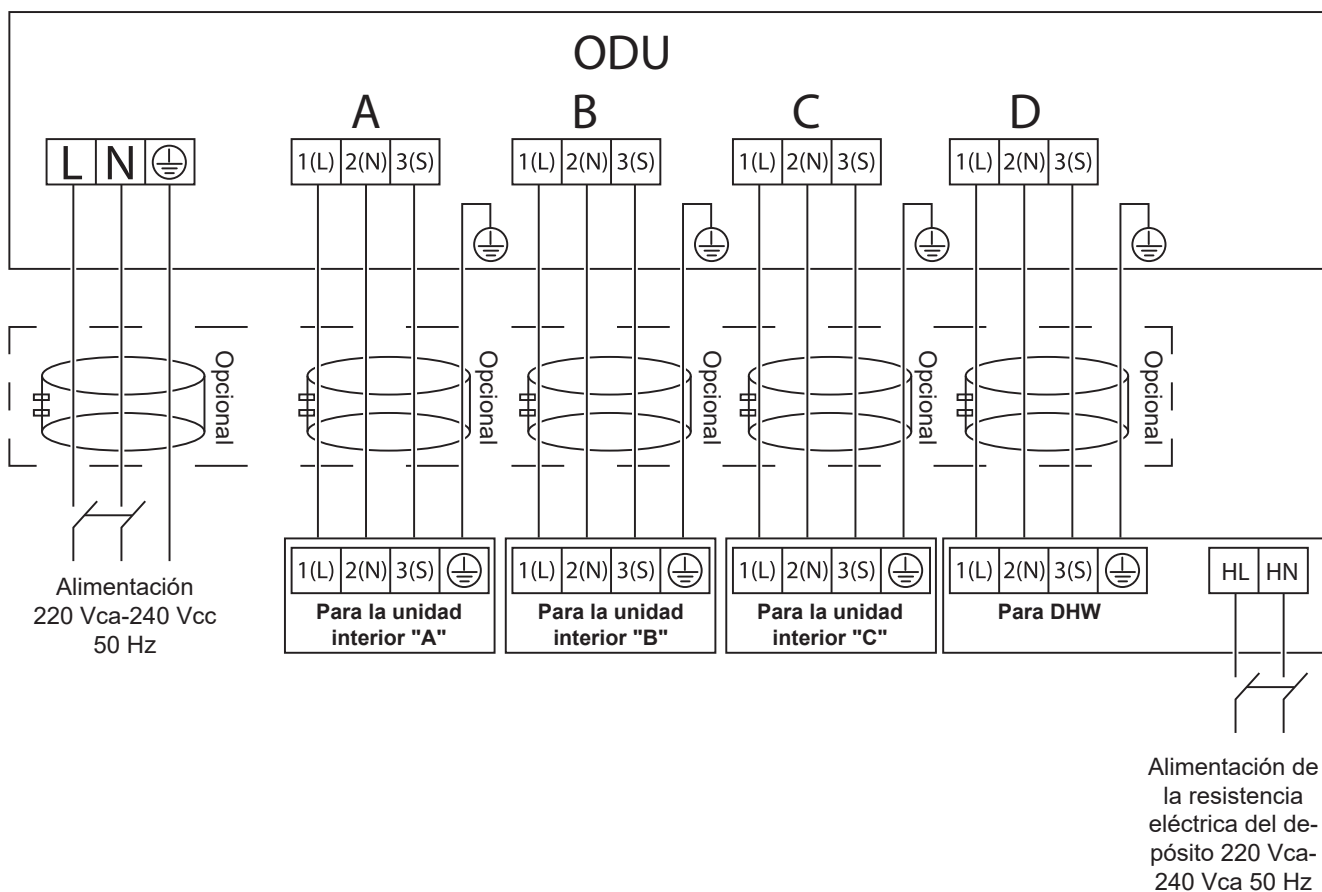 ODU
A B C D
L N
1(L) 2(N) 3(S)
1(L) 2(N) 3(S)
1(L) 2(N) 3(S)
1(L) 2(N) 3(S)
Opcional
Opcional
Opcional
Opcional
Opcional
Alimentación
220 Vca-240 Vcc
50 Hz
1(L) 2(N) 3(S)
Para la unidad
interior "A"
1(L) 2(N) 3(S)
Para la unidad
interior "B"
1(L) 2(N) 3(S)
Para la unidad
interior "C"
1(L) 2(N) 3(S)
Para DHW
HL HN
Alimentación de
la resistencia
eléctrica del de-
pósito 220 Vca-
240 Vca 50 Hz